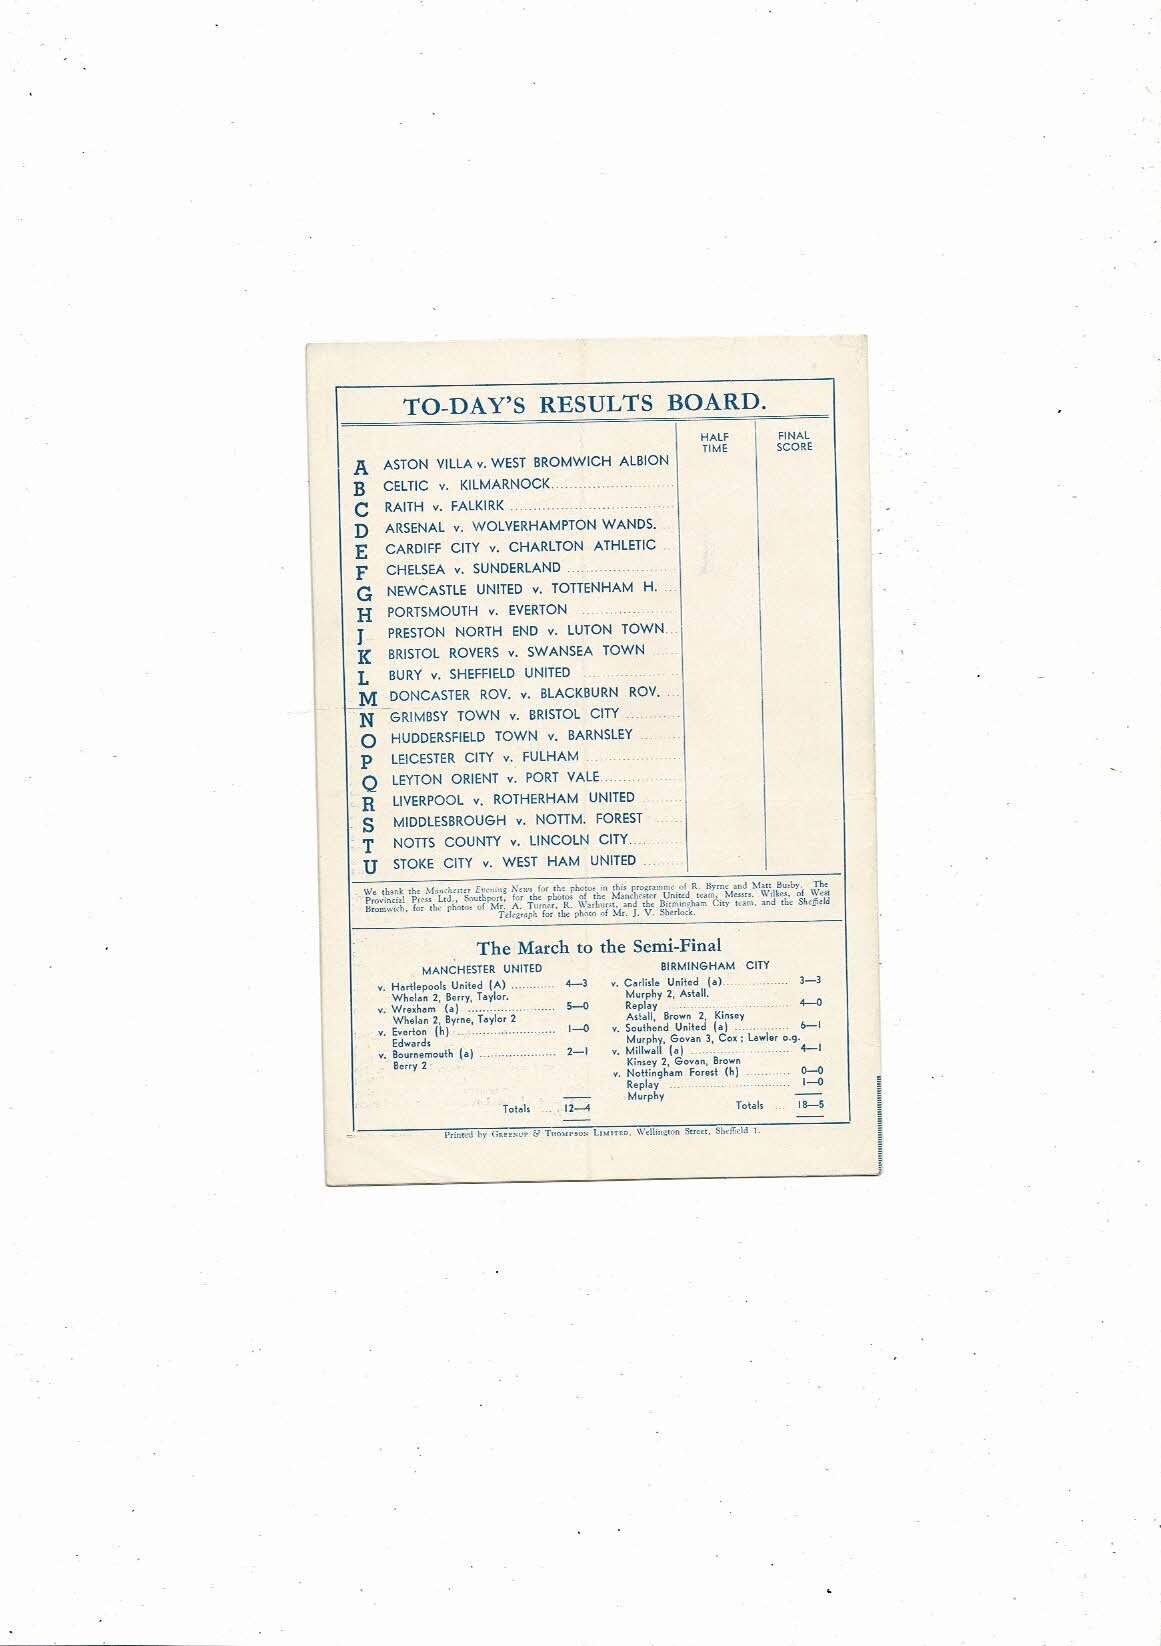 TO-DAY'S RESULTS BOARD.
HALF TIME
FINAL SCORE
A ASTON VILLA v. WEST BROMWICH ALBION
B CELTIC v. KILMARNOCK
C RAITH v. FALKIRK
D ARSENAL v. WOLVERHAMPTON WANDS.
E CARDIFF CITY v. CHARLTON ATHLETIC
F CHELSEA v. SUNDERLAND
G NEWCASTLE UNITED v. TOTTENHAM H.
H PORTSMOUTH v. EVERTON
J PRESTON NORTH END v. LUTON TOWN
K BRISTOL ROVERS v. SWANSEA TOWN
L BURY v. SHEFFIELD UNITED
M DONCASTER ROV. v. BLACKBURN ROV.
N GRIMSBY TOWN v. BRISTOL CITY
O HUDDERSFIELD TOWN v. BARNSLEY
P LEICESTER CITY v. FULHAM
Q LEYTON ORIENT v. PORT VALE
R LIVERPOOL v. ROTHERHAM UNITED
S MIDDLESBROUGH v. NOTTM. FOREST
T NOTTS COUNTY v. LINCOLN CITY
U STOKE CITY v. WEST HAM UNITED
We thank the Manchester Evening News for the photos in this programme of R. Byrne and Matt Busby. The
Provincial Press Ltd., Southport, for the photos of the Manchester United team, Messrs. Wilkes, of West
Bromwich, for the photos of Mr. A. Turner, R. Warhurst, and the Birmingham City team, and the Sheffield
Telegraph for the photo of Mr. J. V. Sherlock.
The March to the Semi-Final
MANCHESTER UNITED
v. Hartlepools United (A) 4—3
Whelan 2, Berry, Taylor.
v. Wrexham (a) 5—0
Whelan 2, Byrne, Taylor 2
v. Everton (h) 1—0
Edwards
v. Bournemouth (a) 2—1
Berry 2
Totals 12—4
BIRMINGHAM CITY
v. Carlisle United (a) 3—3
Murphy 2, Astall.
Replay 4—0
Astall, Brown 2, Kinsey
v. Southend United (a) 6—1
Murphy, Govan 3, Cox ; Lawler o.g.
v. Millwall (a) 4—1
Kinsey 2, Govan, Brown
v. Nottingham Forest (h) 0—0
Replay 1—0
Murphy
Totals 18—5
Printed by GREENUP & THOMPSON LIMITED, Wellington Street, Sheffield 1.